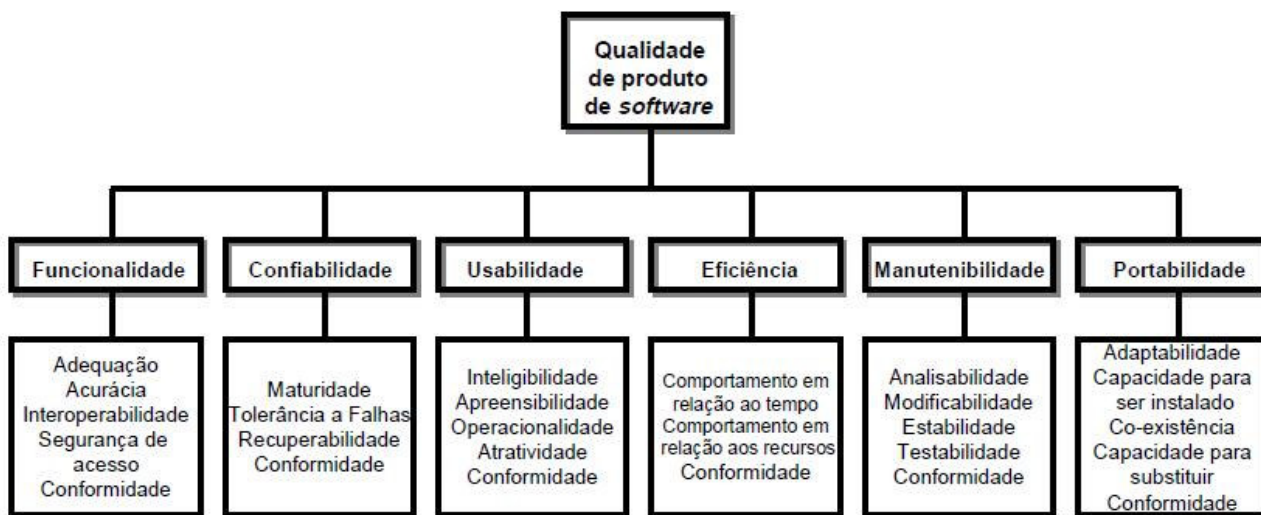 Qualidade
de produto
de software
Funcionalidade
Confiabilidade
Usabilidade
Eficiência
Manutenibilidade
Portabilidade
Adequação
Acurácia
Interoperabilidade
Segurança de
acesso
Conformidade
Maturidade
Tolerância a Falhas
Recuperabilidade
Conformidade
Inteligibilidade
Apreensibilidade
Operacionalidade
Atratividade
Conformidade
Comportamento em
relação ao tempo
Comportamento em
relação aos recursos
Conformidade
Analisabilidade
Modificabilidade
Estabilidade
Testabilidade
Conformidade
Adaptabilidade
Capacidade para
ser instalado
Co-existência
Capacidade para
substituir
Conformidade